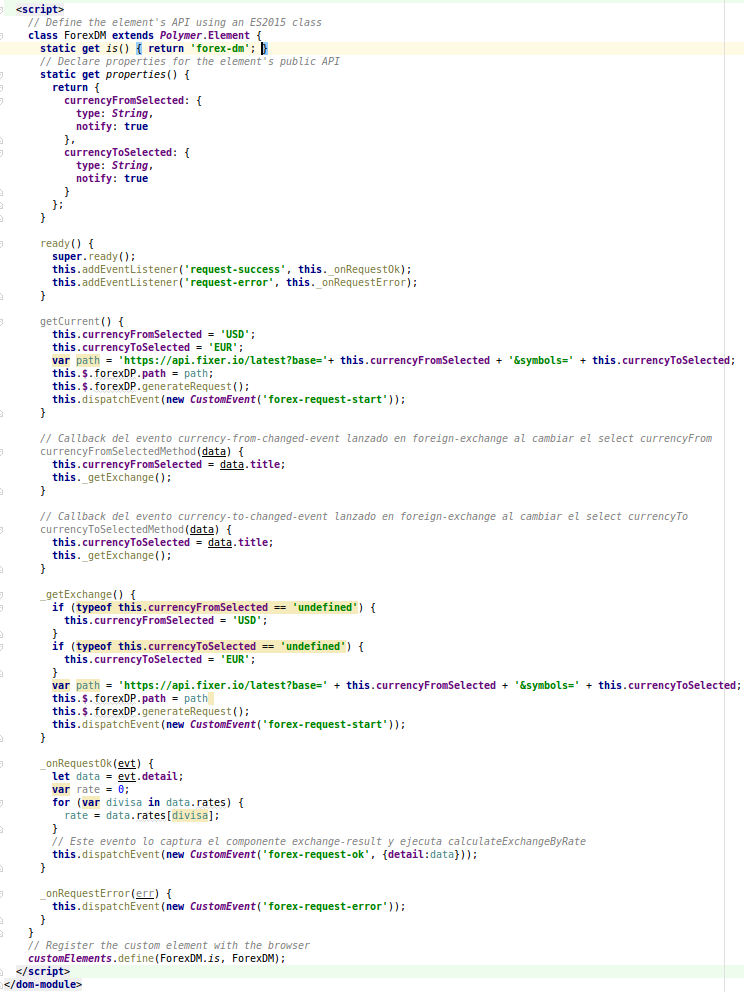 <script>
// Define the element's API using an ES2015 class
class ForexDM extends Polymer.Element {
static get is() { return 'forex-dm'; }
// Declare properties for the element's public API
static get properties() {
return {
currencyFromSelected: {
type: String,
notify: true
},
currencyToSelected: {
type: String,
notify: true
}
};
}
ready() {
super.ready();
this.addEventListener('request-success', this._onRequestOk);
this.addEventListener('request-error', this._onRequestError);
}
getCurrent() {
this.currencyFromSelected = 'USD';
this.currencyToSelected = 'EUR';
var path = 'https://api.fixer.io/latest?base='+ this.currencyFromSelected + '&symbols=' + this.currencyToSelected;
this.$.forexDP.path = path;
this.$.forexDP.generateRequest();
this.dispatchEvent(new CustomEvent('forex-request-start'));
}
// Callback del evento currency-from-changed-event lanzado en foreign-exchange al cambiar el select currencyFrom
currencyFromSelectedMethod(data) {
this.currencyFromSelected = data.title;
this._getExchange();
}
// Callback del evento currency-to-changed-event lanzado en foreign-exchange al cambiar el select currencyTo
currencyToSelectedMethod(data) {
this.currencyToSelected = data.title;
this._getExchange();
}
_getExchange() {
if (typeof this.currencyFromSelected == 'undefined') {
this.currencyFromSelected = 'USD';
}
if (typeof this.currencyToSelected == 'undefined') {
this.currencyToSelected = 'EUR';
}
var path = 'https://api.fixer.io/latest?base=' + this.currencyFromSelected + '&symbols=' + this.currencyToSelected;
this.$.forexDP.path = path
this.$.forexDP.generateRequest();
this.dispatchEvent(new CustomEvent('forex-request-start'));
}
_onRequestOk(evt) {
let data = evt.detail;
var rate = 0;
for (var divisa in data.rates) {
rate = data.rates[divisa];
}
// Este evento lo captura el componente exchange-result y ejecuta calculateExchangeByRate
this.dispatchEvent(new CustomEvent('forex-request-ok', {detail:data}));
}
_onRequestError(err) {
this.dispatchEvent(new CustomEvent('forex-request-error'));
}
}
// Register the custom element with the browser
customElements.define(ForexDM.is, ForexDM);
</script>
</dom-module>